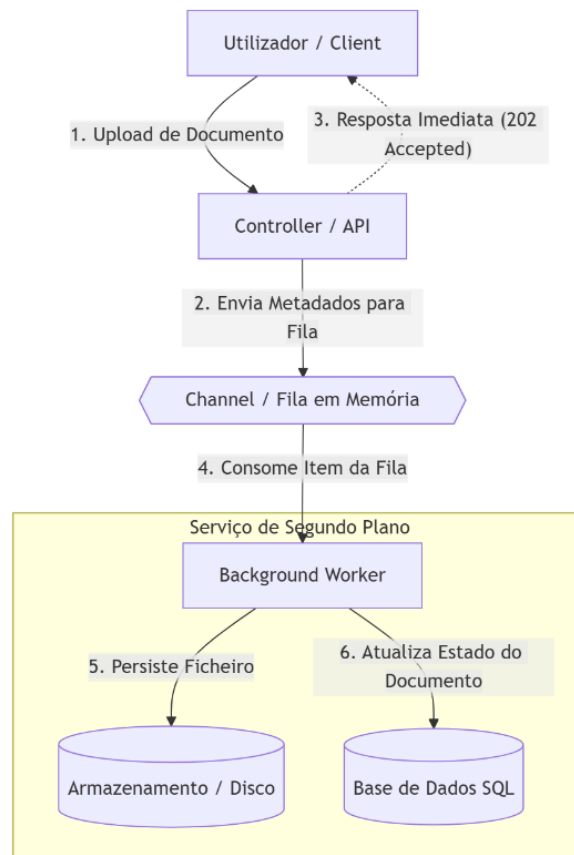 Utilizador / Client
1. Upload de Documento
3. Resposta Imediata (202
Accepted)
Controller / API
2. Envia Metadados para
Fila
Channel / Fila em Memória
4. Consome Item da Fila
Serviço de Segundo Plano
Background Worker
5. Persiste Ficheiro
6. Atualiza Estado do
Documento
Armazenamento / Disco
Base de Dados SQL